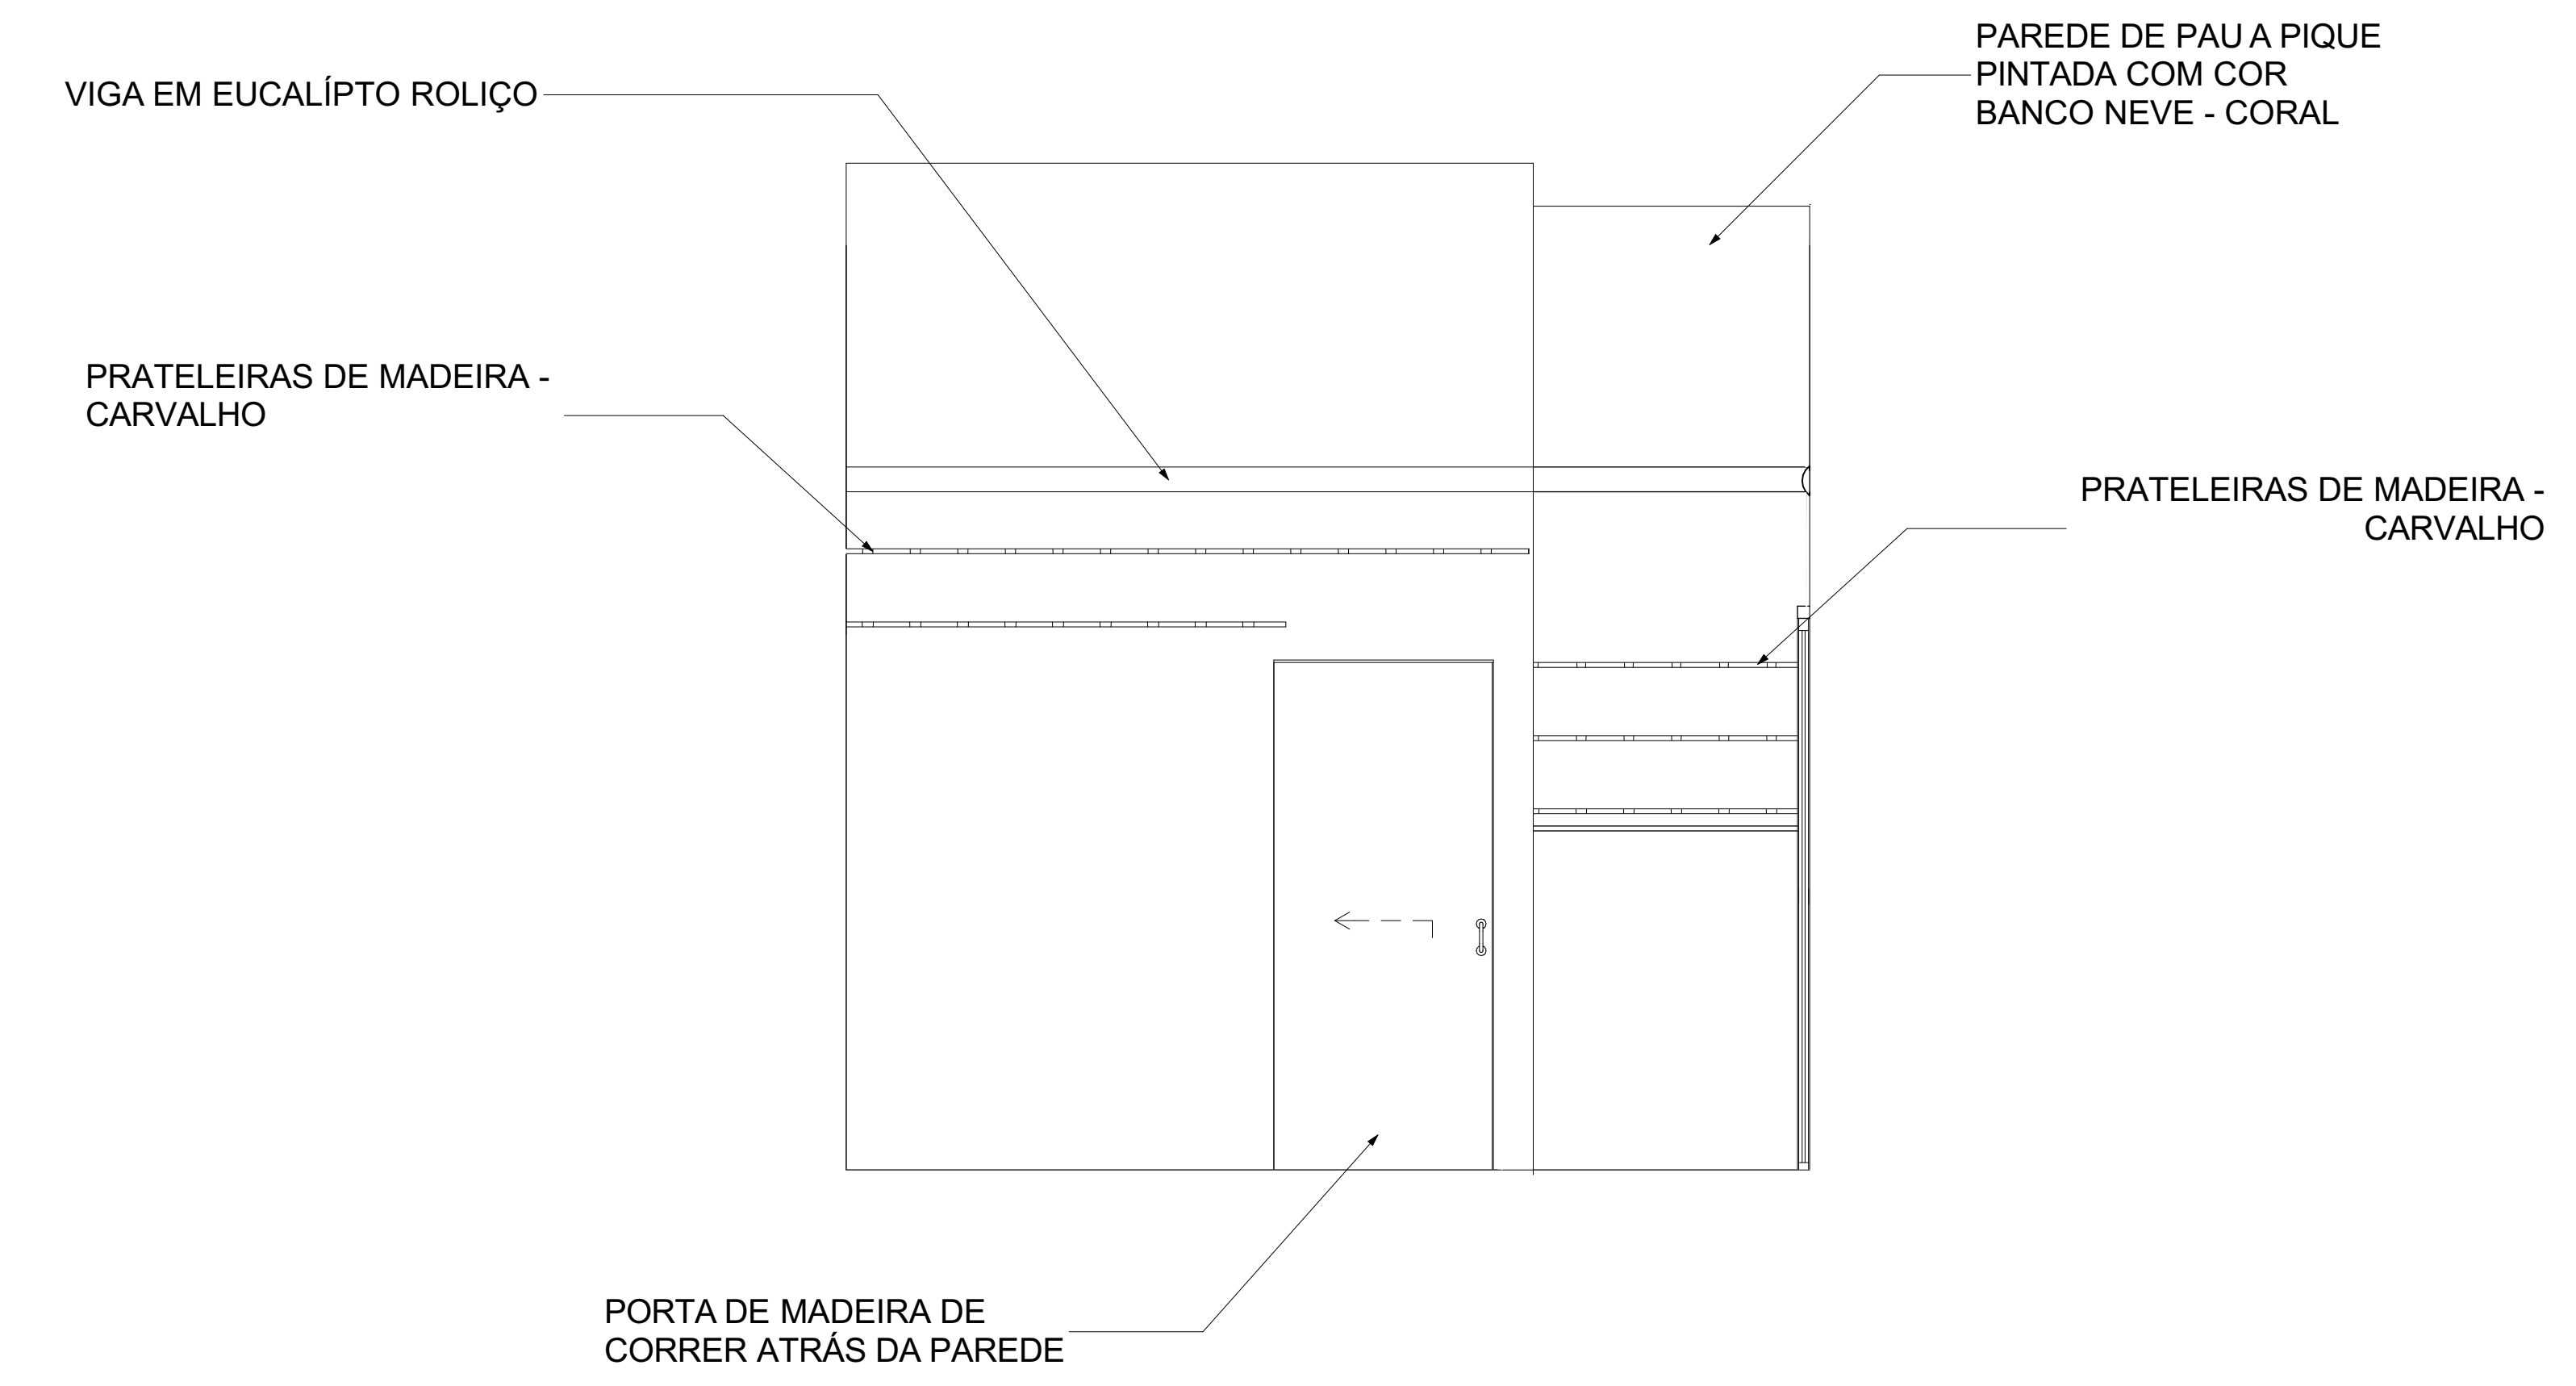 PAREDE DE PAU A PIQUE
PINTADA COM COR
BANCO NEVE - CORAL
VIGA EM EUCALÍPTO ROLIÇO
PRATELEIRAS DE MADEIRA -
CARVALHO
PRATELEIRAS DE MADEIRA -
CARVALHO
PORTA DE MADEIRA DE
CORRER ATRÁS DA PAREDE